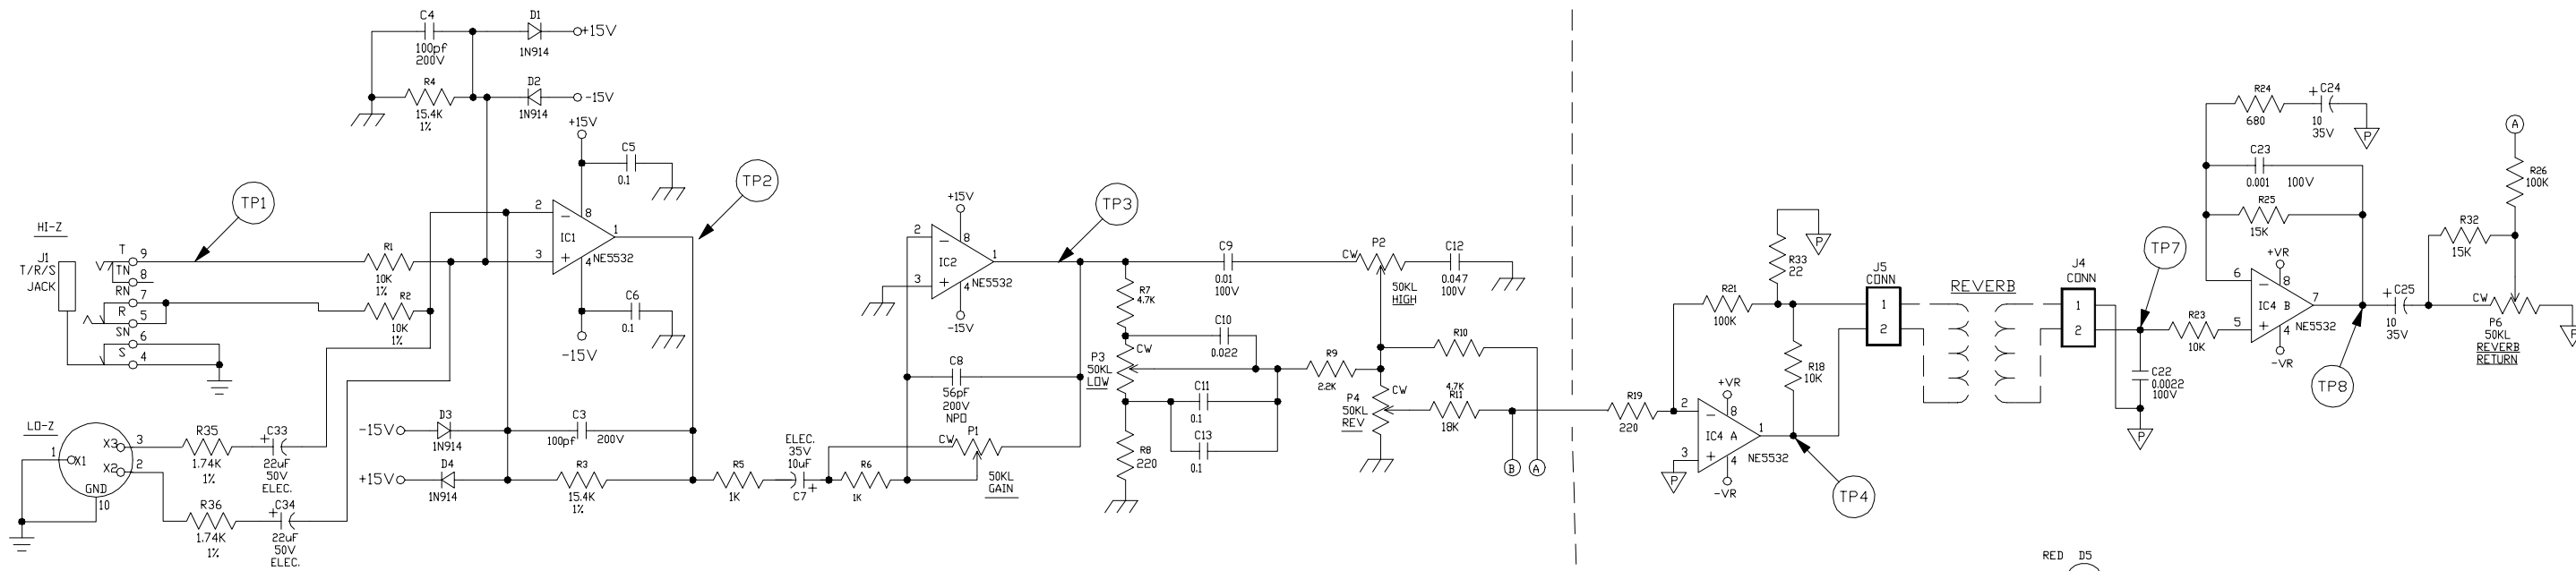 C4
100pf
200V
D1
1N914
+15V
R4
15.4K
1%
D2
1N914
-15V
+15V
C5
0.1
TP1
TP2
HI-Z
J1
T/R/S
JACK
T
9
TN
8
RN
7
R
5
SN
6
S
4
R1
10K
1%
R2
10K
1%
2
3
8
1
4
IC1
NE5532
C6
0.1
-15V
LO-Z
1
X1
X3
3
X2
2
GND
10
R35
1.74K
1%
C33
22uF
50V
ELEC.
R36
1.74K
1%
C34
22uF
50V
ELEC.
-15V
D3
1N914
+15V
D4
1N914
C3
100pf
200V
R3
15.4K
1%
R5
1K
ELEC.
35V
10uF
C7
R6
1K
CW
P1
50KL
GAIN
C8
56pF
200V
NPO
+15V
2
3
8
1
4
IC2
NE5532
-15V
TP3
R7
4.7K
C9
0.01
100V
CW
P2
50KL
HIGH
C12
0.047
100V
C10
0.022
P3
50KL
LOW
CW
C11
0.1
C13
0.1
R8
220
R9
2.2K
R10
4.7K
P4
50KL
REV
CW
R11
18K
B
A
R19
220
R21
100K
R33
22
P
R18
10K
+VR
2
3
8
1
4
IC4 A
NE5532
-VR
P
TP4
J5
CONN
1
2
REVERB
J4
CONN
1
2
TP7
C22
0.0022
100V
P
R23
10K
R24
680
C24
10
35V
P
C23
0.001
100V
R25
15K
+VR
6
5
8
7
4
IC4 B
NE5532
-VR
TP8
C25
10
35V
R32
15K
A
R26
100K
CW
P6
50KL
REVERB
RETURN
P
RED D5